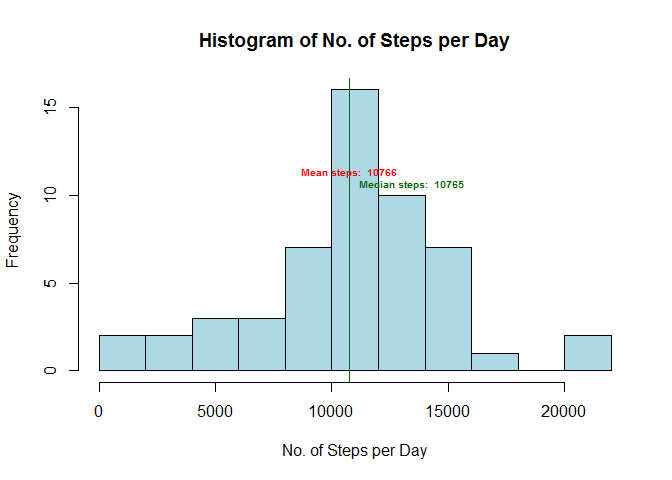 Histogram of No. of Steps per Day
Frequency
15
10
5
0
Mean steps:  10766
Median steps:  10765
0 5000 10000 15000 20000
No. of Steps per Day